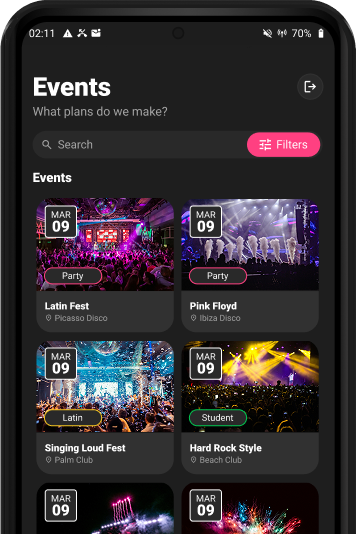 02:11
70%
Events
What plans do we make?
Search
Filters
Events
MAR
09
Party
Latin Fest
Picasso Disco
MAR
09
Party
Pink Floyd
Ibiza Disco
MAR
09
Latin
Singing Loud Fest
Palm Club
MAR
09
Student
Hard Rock Style
Beach Club
MAR
09
MAR
09